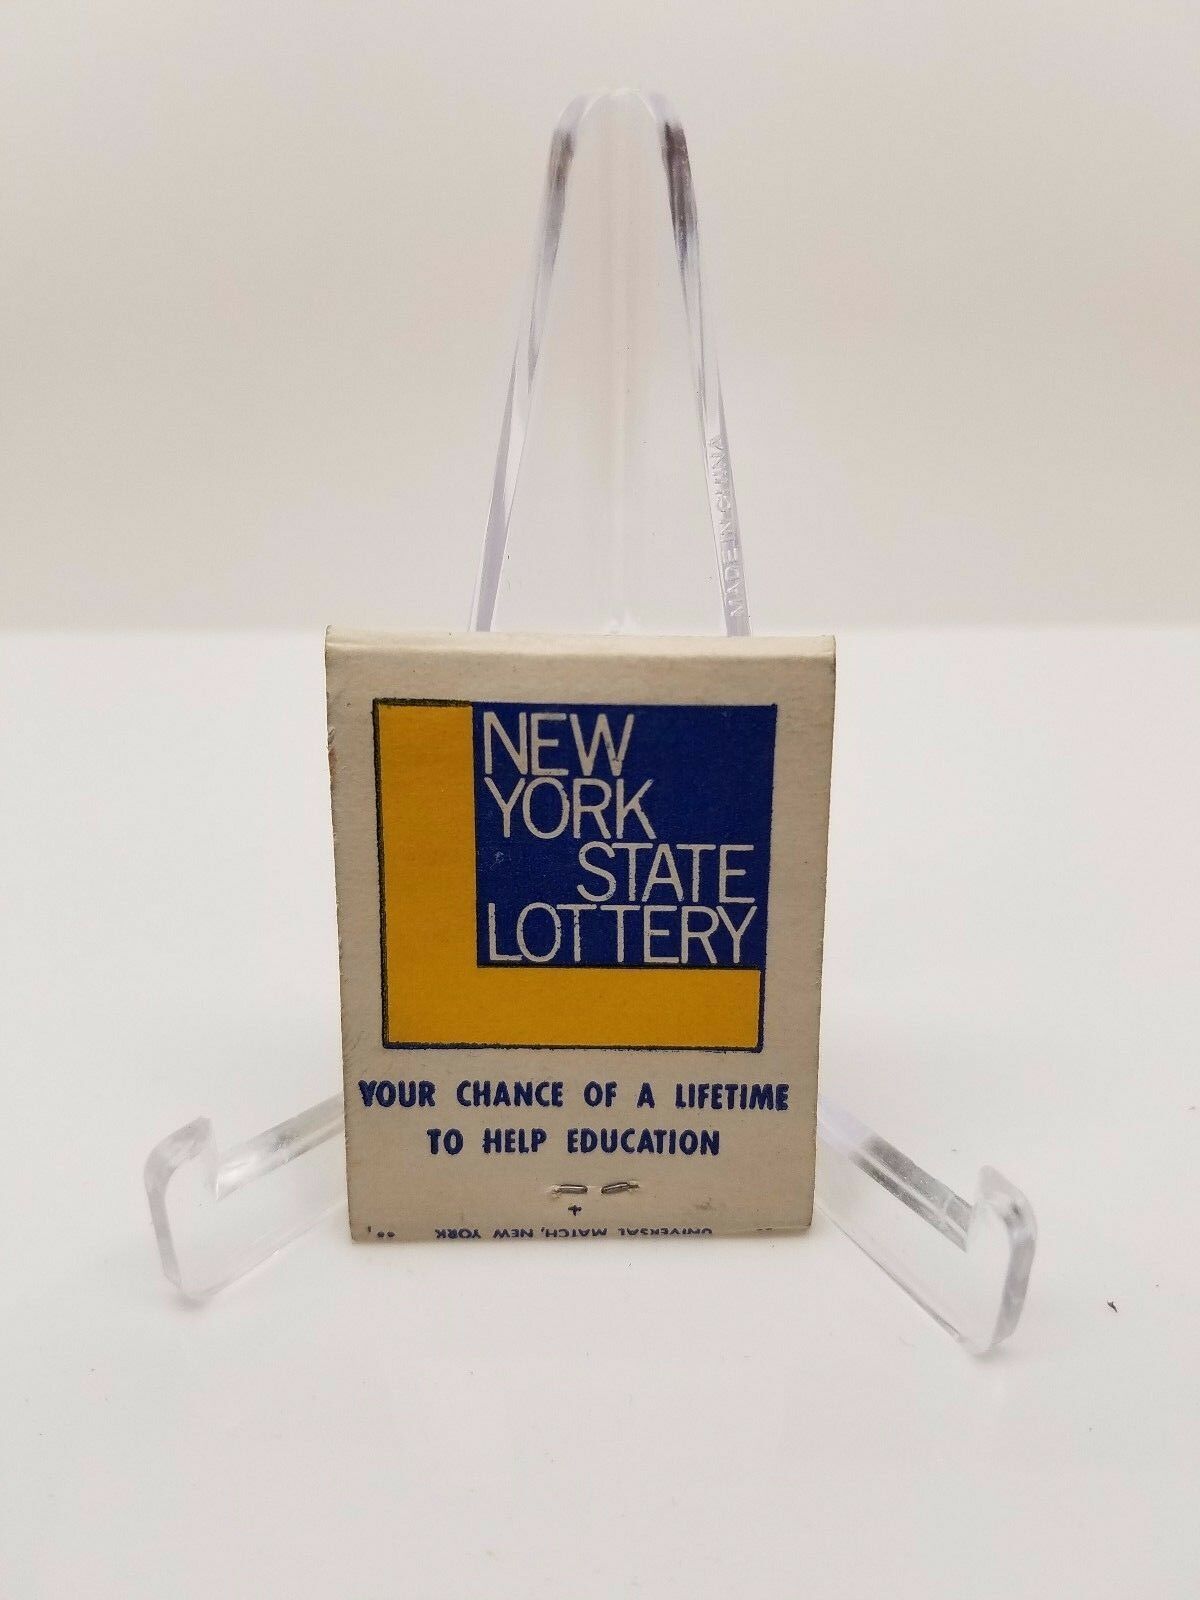 MADE IN CHINA
NEW
YORK
STATE
LOTTERY
YOUR CHANCE OF A LIFETIME
TO HELP EDUCATION
UNIVERSAL MATCH, NEW YORK